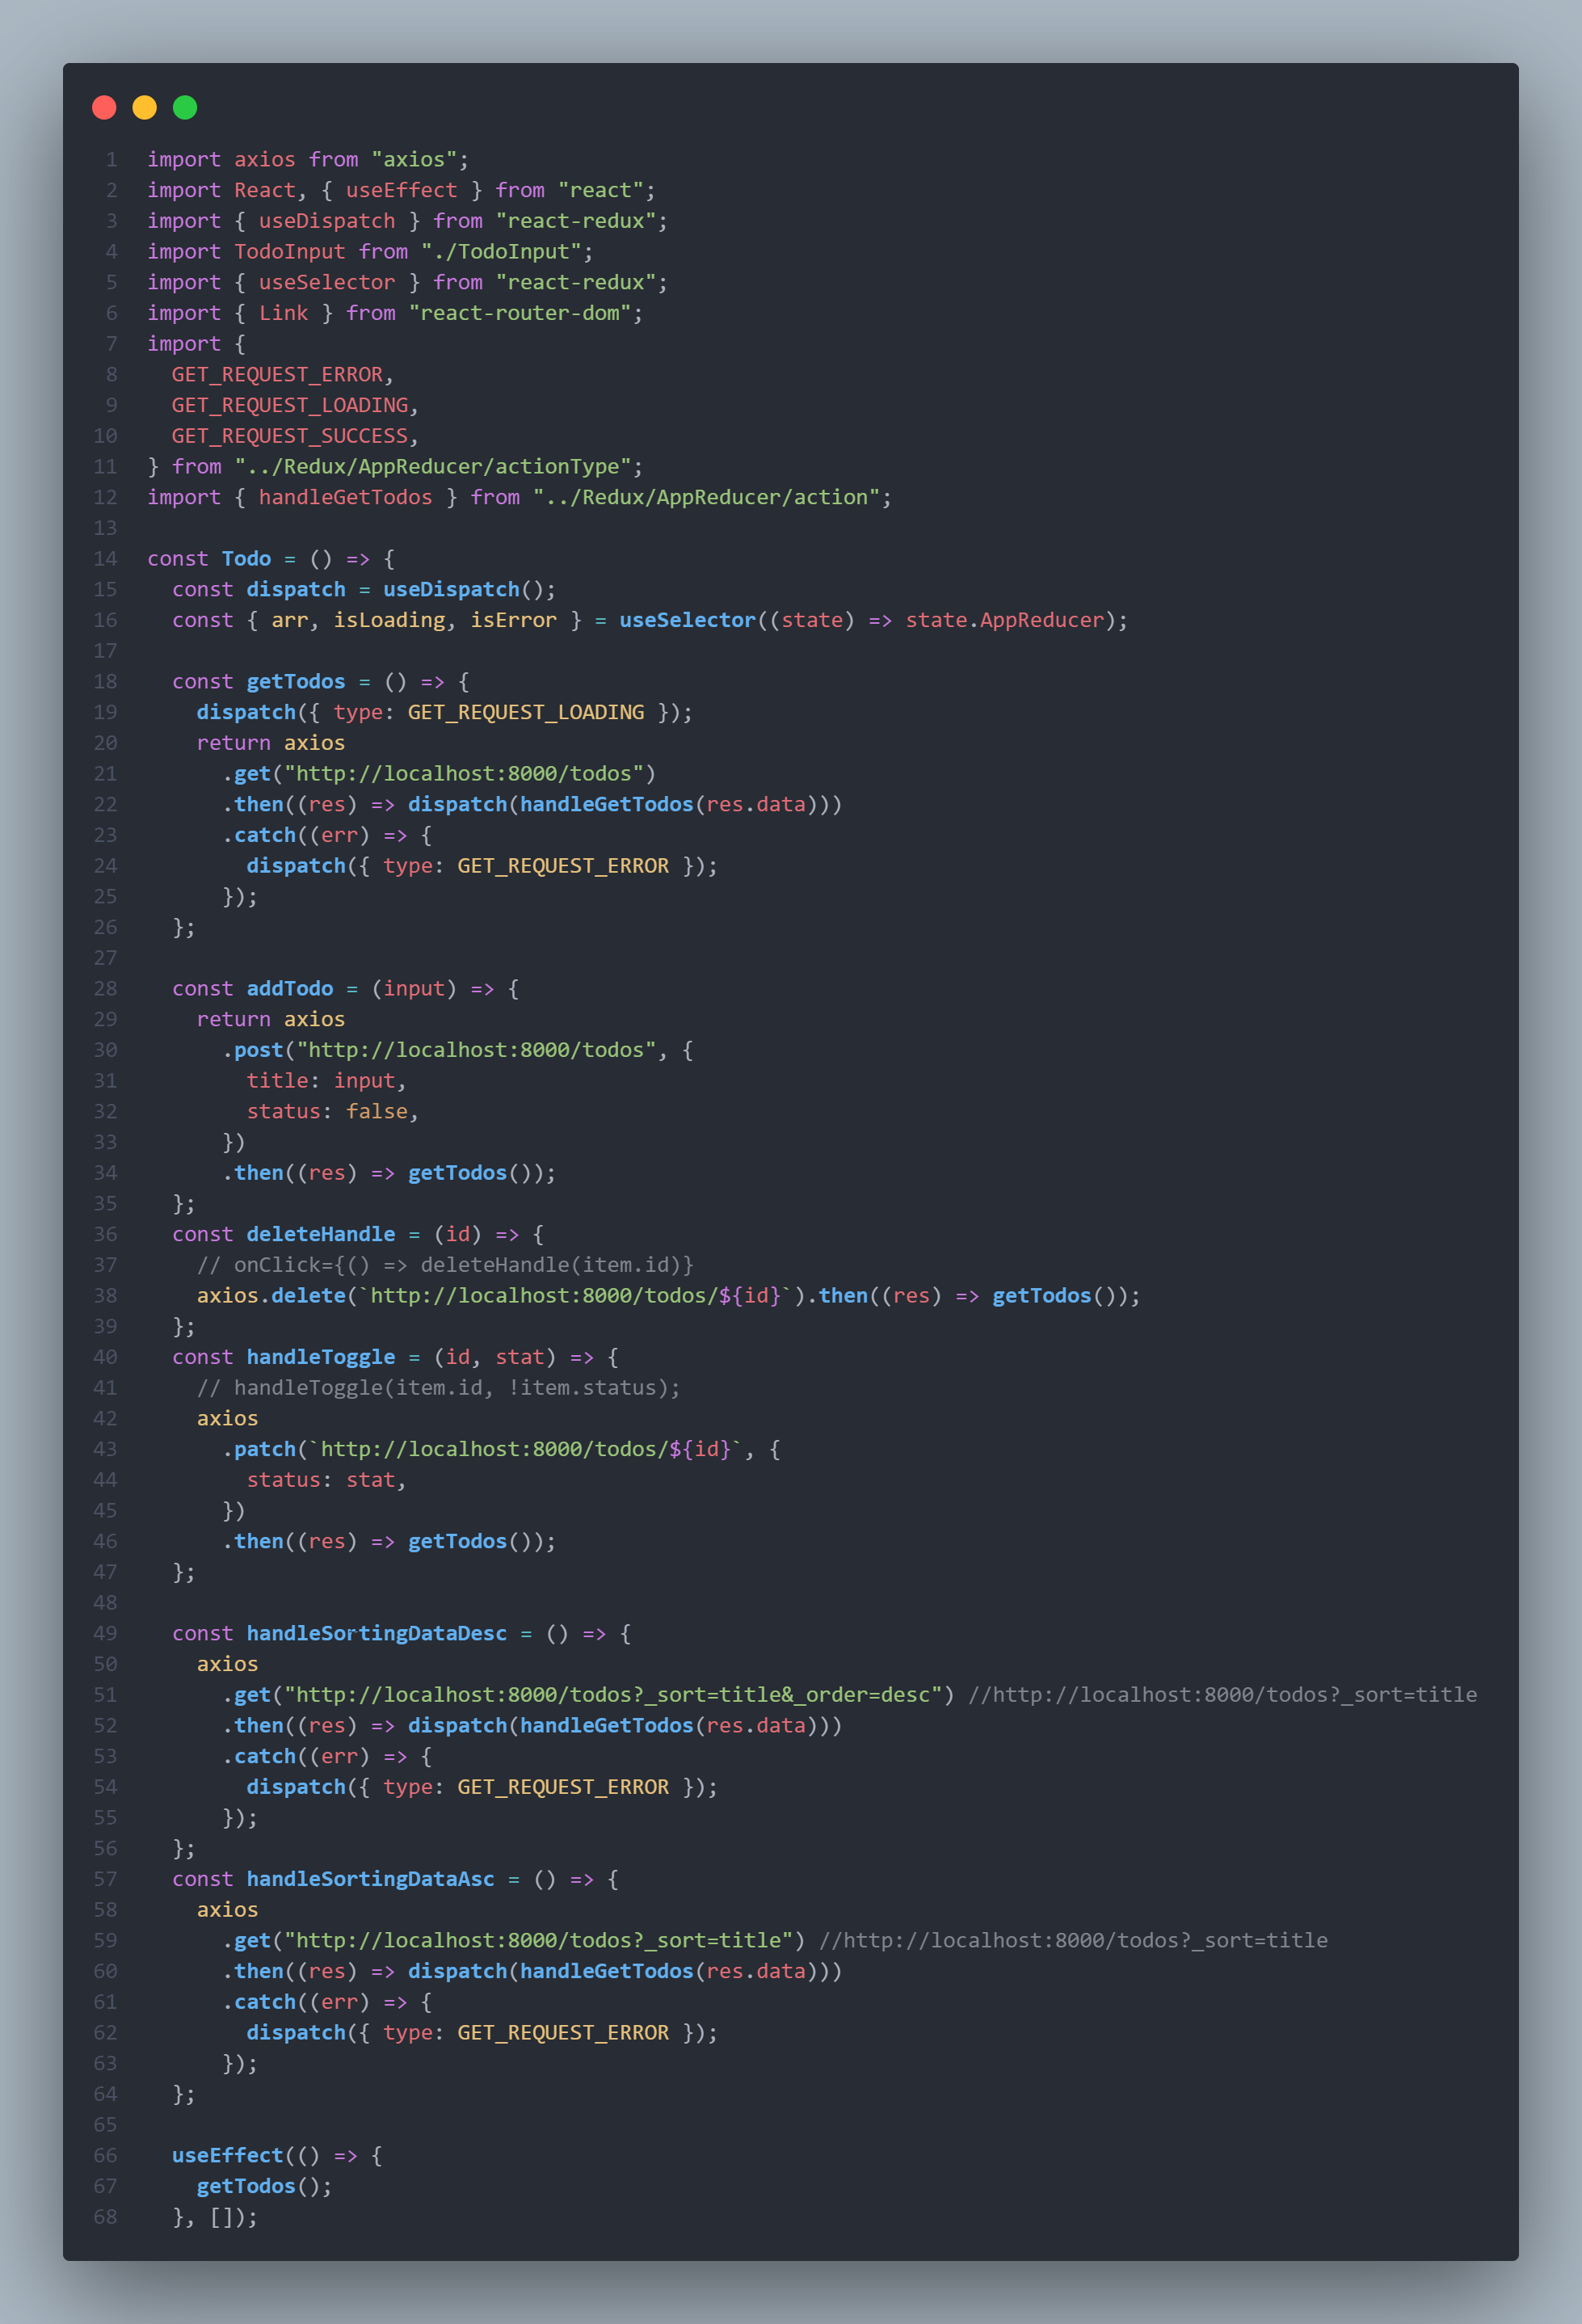 1 import axios from "axios";
2 import React, { useEffect } from "react";
3 import { useDispatch } from "react-redux";
4 import TodoInput from "./TodoInput";
5 import { useSelector } from "react-redux";
6 import { Link } from "react-router-dom";
7 import {
8   GET_REQUEST_ERROR,
9   GET_REQUEST_LOADING,
10   GET_REQUEST_SUCCESS,
11 } from "../Redux/AppReducer/actionType";
12 import { handleGetTodos } from "../Redux/AppReducer/action";
13
14 const Todo = () => {
15   const dispatch = useDispatch();
16   const { arr, isLoading, isError } = useSelector((state) => state.AppReducer);
17
18   const getTodos = () => {
19     dispatch({ type: GET_REQUEST_LOADING });
20     return axios
21       .get("http://localhost:8000/todos")
22       .then((res) => dispatch(handleGetTodos(res.data)))
23       .catch((err) => {
24         dispatch({ type: GET_REQUEST_ERROR });
25       });
26   };
27
28   const addTodo = (input) => {
29     return axios
30       .post("http://localhost:8000/todos", {
31         title: input,
32         status: false,
33       })
34       .then((res) => getTodos());
35   };
36   const deleteHandle = (id) => {
37     // onClick={() => deleteHandle(item.id)}
38     axios.delete(`http://localhost:8000/todos/${id}`).then((res) => getTodos());
39   };
40   const handleToggle = (id, stat) => {
41     // handleToggle(item.id, !item.status);
42     axios
43       .patch(`http://localhost:8000/todos/${id}`, {
44         status: stat,
45       })
46       .then((res) => getTodos());
47   };
48
49   const handleSortingDataDesc = () => {
50     axios
51       .get("http://localhost:8000/todos?_sort=title&_order=desc") //http://localhost:8000/todos?_sort=title
52       .then((res) => dispatch(handleGetTodos(res.data)))
53       .catch((err) => {
54         dispatch({ type: GET_REQUEST_ERROR });
55       });
56   };
57   const handleSortingDataAsc = () => {
58     axios
59       .get("http://localhost:8000/todos?_sort=title") //http://localhost:8000/todos?_sort=title
60       .then((res) => dispatch(handleGetTodos(res.data)))
61       .catch((err) => {
62         dispatch({ type: GET_REQUEST_ERROR });
63       });
64   };
65
66   useEffect(() => {
67     getTodos();
68   }, []);